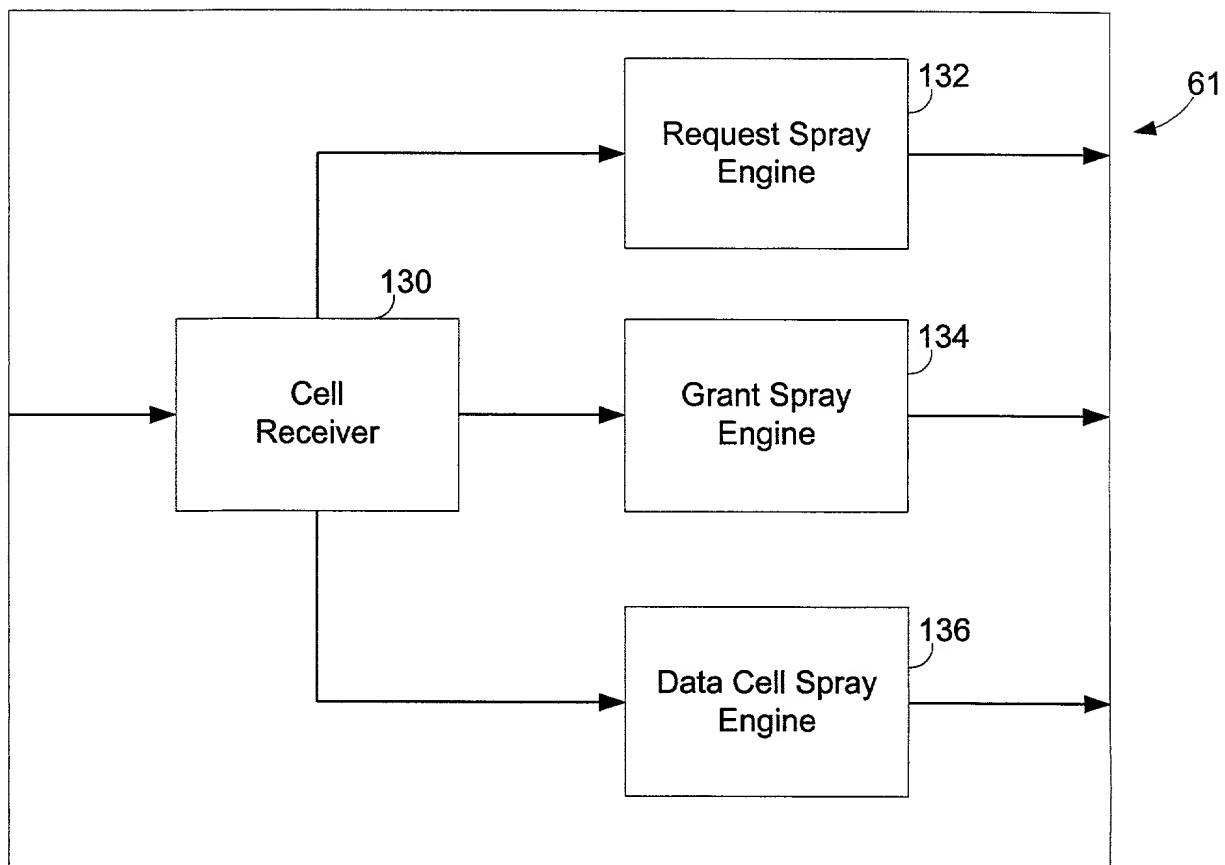 132
61
Request Spray
Engine
130
134
Cell
Receiver
Grant Spray
Engine
136
Data Cell Spray
Engine